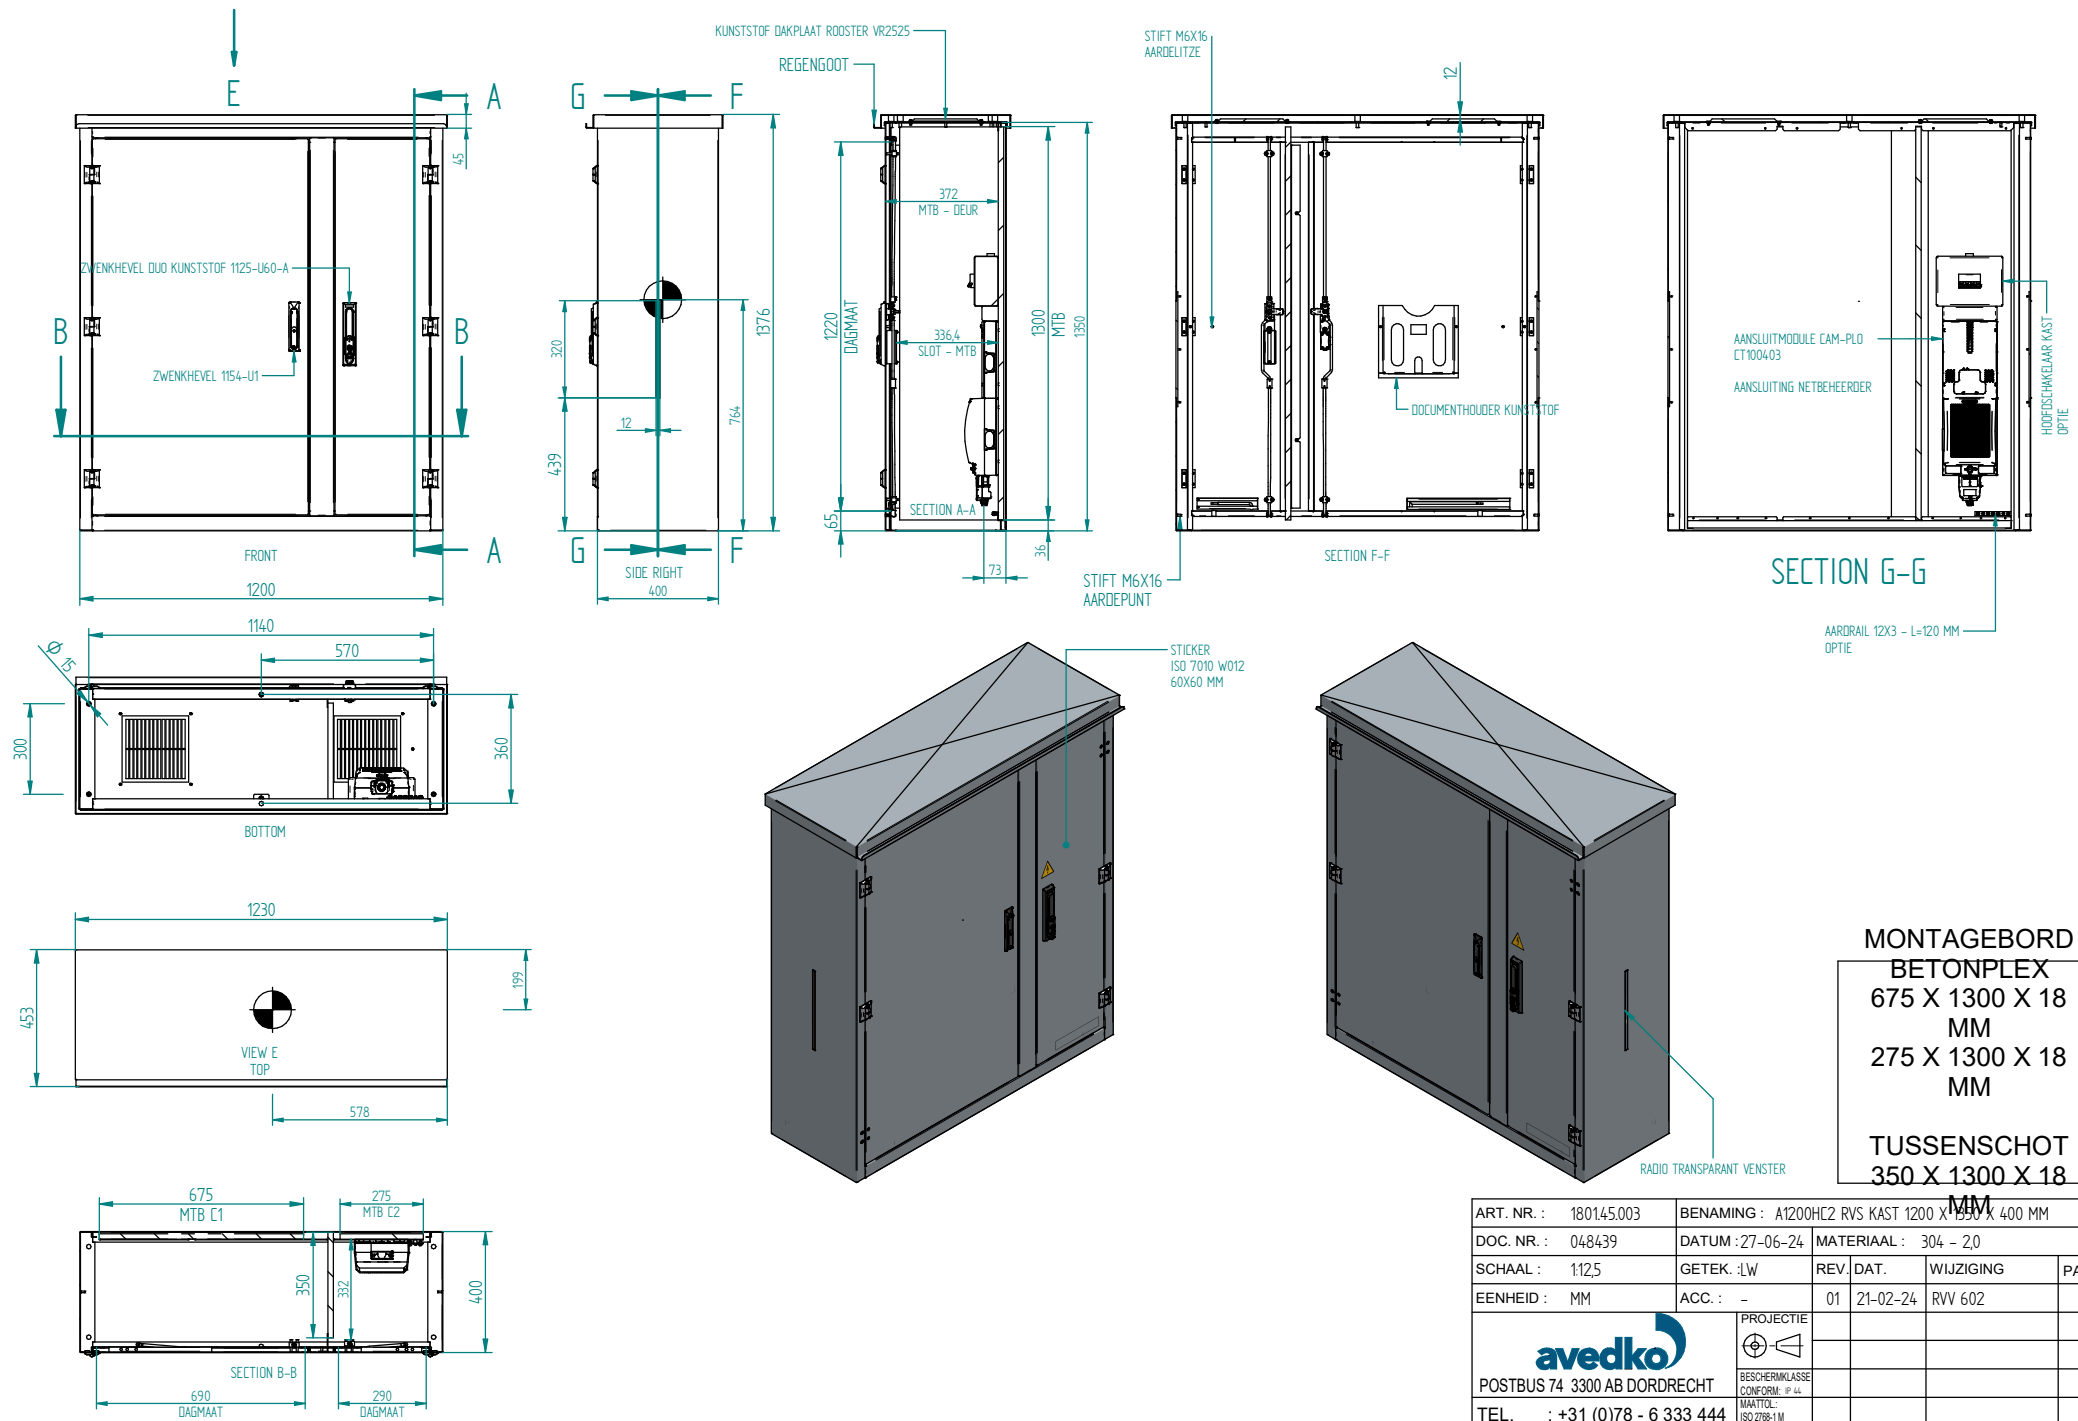 E
A
A
45
ZWENKHEVEL DUO KUNSTSTOF 1125-U60-A
ZWENKHEVEL 1154-U1
B
B
FRONT
1200
G
F
320
439
12
764
1376
G
F
SIDE RIGHT
400
KUNSTSTOF DAKPLAAT ROOSTER VR2525
REGENGOOT
372
MTB - DEUR
1220
DAGMAAT
336,4
SLOT - MTB
1300
MTB
1350
SECTION A-A
65
36
73
STIFT M6X16
AARDELITZE
12
DOCUMENTHOUDER KUNSTSTOF
SECTION F-F
STIFT M6X16
AARDEPUNT
AANSLUITMODULE CAM-PLO
CT100403
AANSLUITING NETBEHEERDER
HOOFDSCHAKELAAR KAST
OPTIE
SECTION G-G
AARDRAIL 12X3 - L=120 MM
OPTIE
1140
570
Ø 15
300
360
BOTTOM
1230
453
199
VIEW E
TOP
578
675
MTB C1
275
MTB C2
350
332
400
SECTION B-B
690
DAGMAAT
290
DAGMAAT
STICKER
ISO 7010 W012
60X60 MM
RADIO TRANSPARANT VENSTER
MONTAGEBORD
BETONPLEX
675 X 1300 X 18
MM
275 X 1300 X 18
MM
TUSSENSCHOT
350 X 1300 X 18
MM
ART. NR. : 180145.003 BENAMING : A1200HC2 RVS KAST 1200 X 1350 X 400 MM
DOC. NR. : 048439 DATUM : 27-06-24 MATERIAAL : 304 - 2,0
SCHAAL : 1:12,5 GETEK. : LW REV. DAT. WIJZIGING PA
EENHEID : MM ACC. : - 01 21-02-24 RVV 602
avedko
PROJECTIE
POSTBUS 74 3300 AB DORDRECHT
BESCHERMKLASSE
CONFORM: IP 44
TEL. : +31 (0)78 - 6 333 444
MAATTOL.:
ISO 2768-1 M